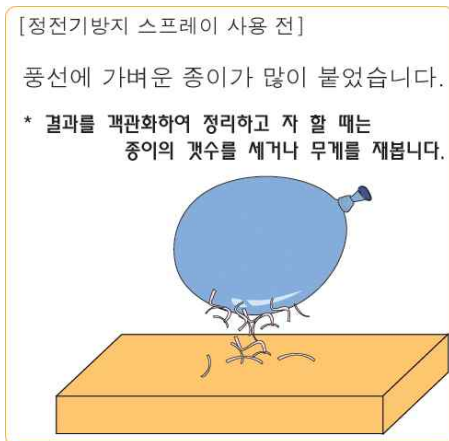 [정전기방지 스프레이 사용 전]
풍선에 가벼운 종이가 많이 붙었습니다.
* 결과를 객관화하여 정리하고 자 할 때는
종이의 갯수를 세거나 무게를 재봅니다.